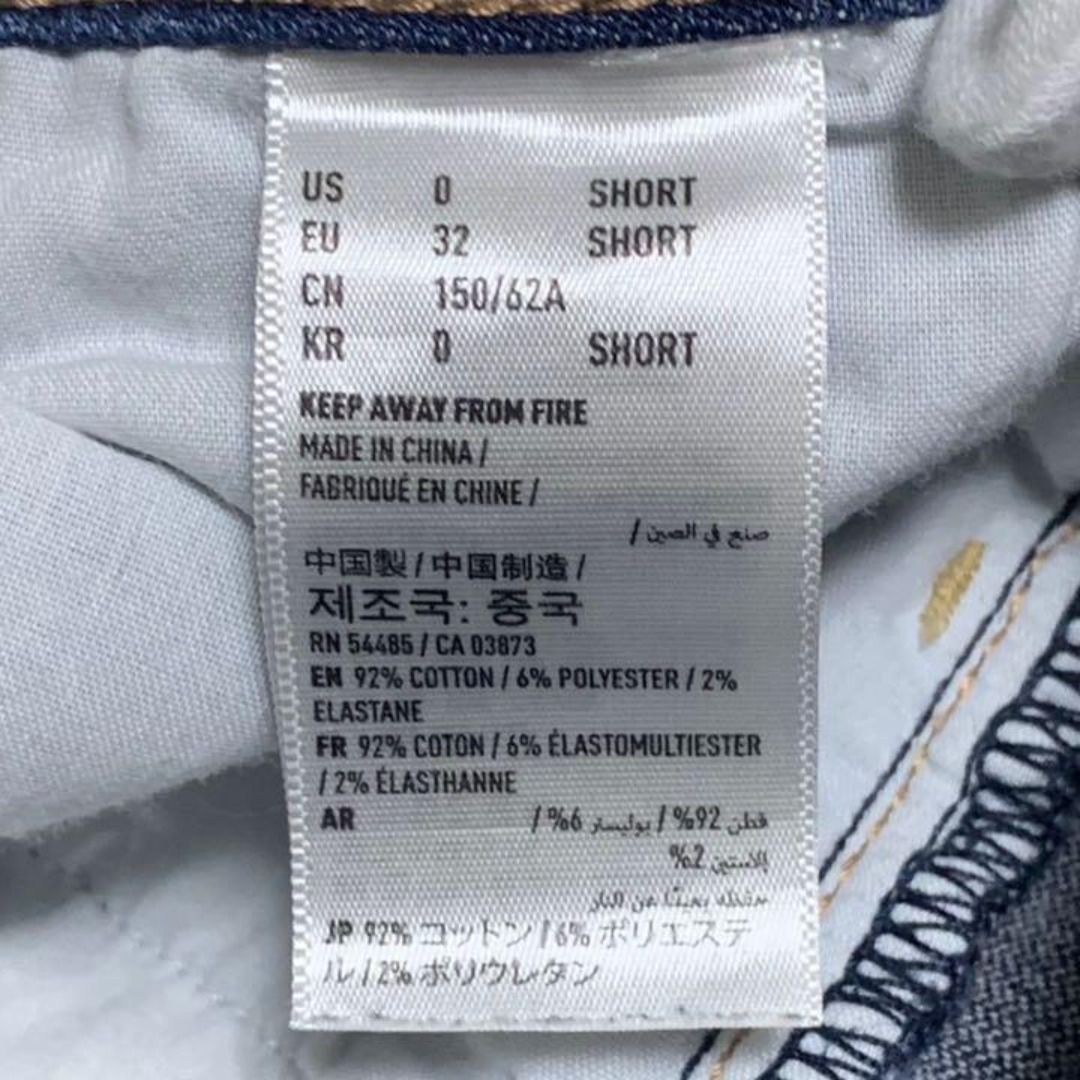 US 0 SHORT
EU 32 SHORT
CN 150/62A
KR 0 SHORT
KEEP AWAY FROM FIRE
MADE IN CHINA /
FABRIQUÉ EN CHINE /
صنع في الصين /
中国製 / 中国制造 /
제조국: 중국
RN 54485 / CA 03873
EN 92% COTTON / 6% POLYESTER / 2%
ELASTANE
FR 92% COTON / 6% ÉLASTOMULTIESTER
/ 2% ÉLASTHANNE
AR قطن 92% / بوليستر 6% /
إلاستين 2%
عن النار
JP 92% コットン / 6% ポリエステ
ル / 2% ポリウレタン